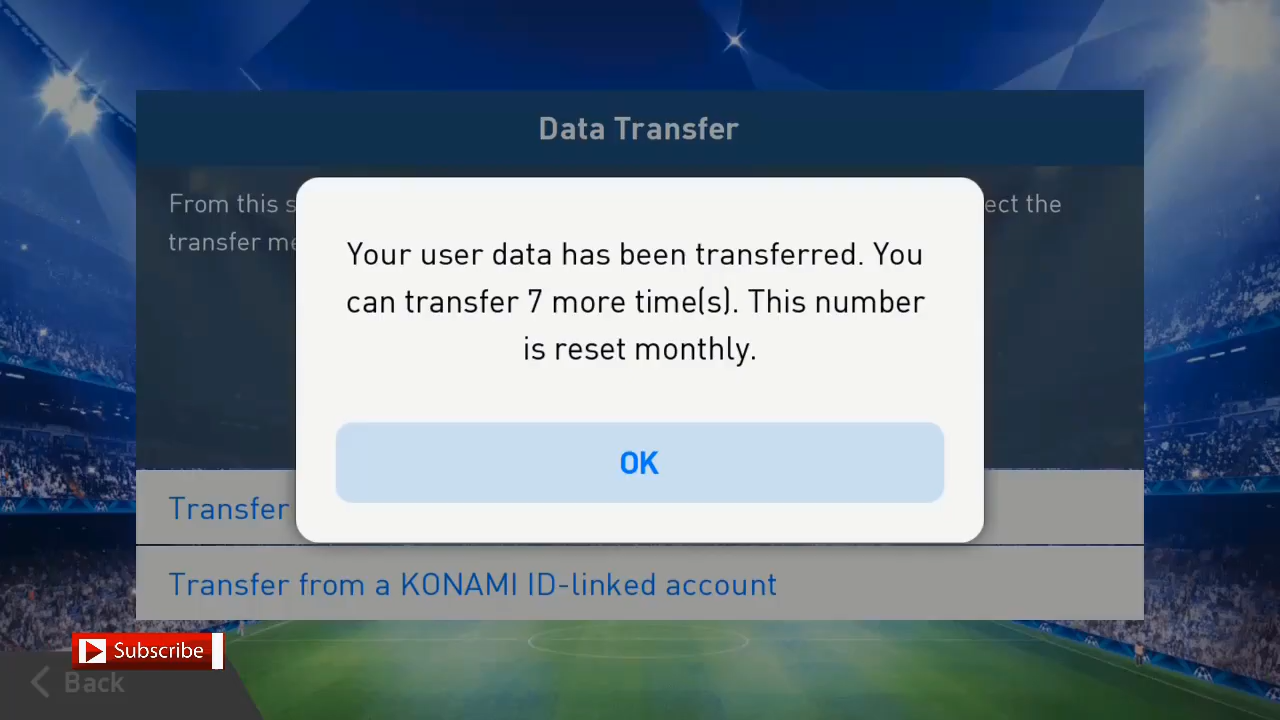 Data Transfer
From this s
ect the
transfer me
Your user data has been transferred. You
can transfer 7 more time(s). This number
is reset monthly.
OK
Transfer
Transfer from a KONAMI ID-linked account
Subscribe
Back